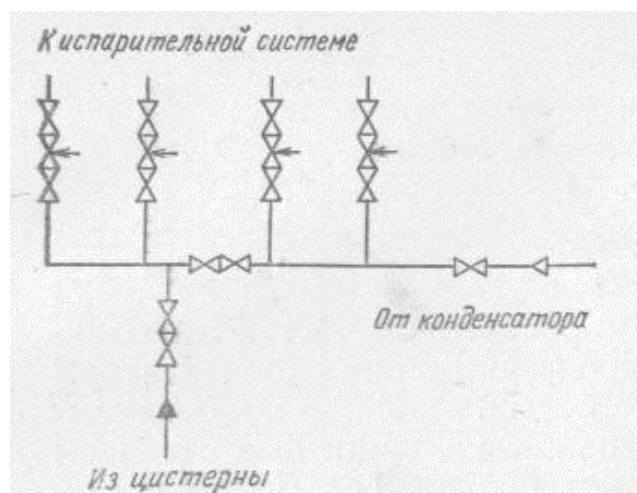 К испарительной системе
От конденсатора
Из цистерны